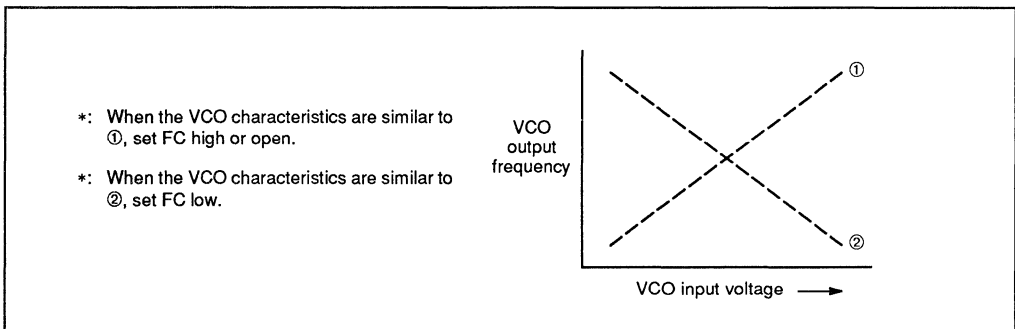 *: When the VCO characteristics are similar to
①, set FC high or open.
*: When the VCO characteristics are similar to
②, set FC low.
VCO
output
frequency
①
②
VCO input voltage